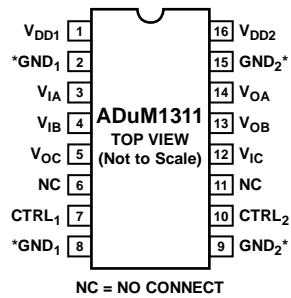 VDD1 1 16 VDD2
*GND1 2 15 GND2*
VIA 3 14 VOA
VIB 4 ADuM1311 13 VOB
TOP VIEW
VOC 5 (Not to Scale) 12 VIC
NC 6 11 NC
CTRL1 7 10 CTRL2
*GND1 8 9 GND2*
NC = NO CONNECT